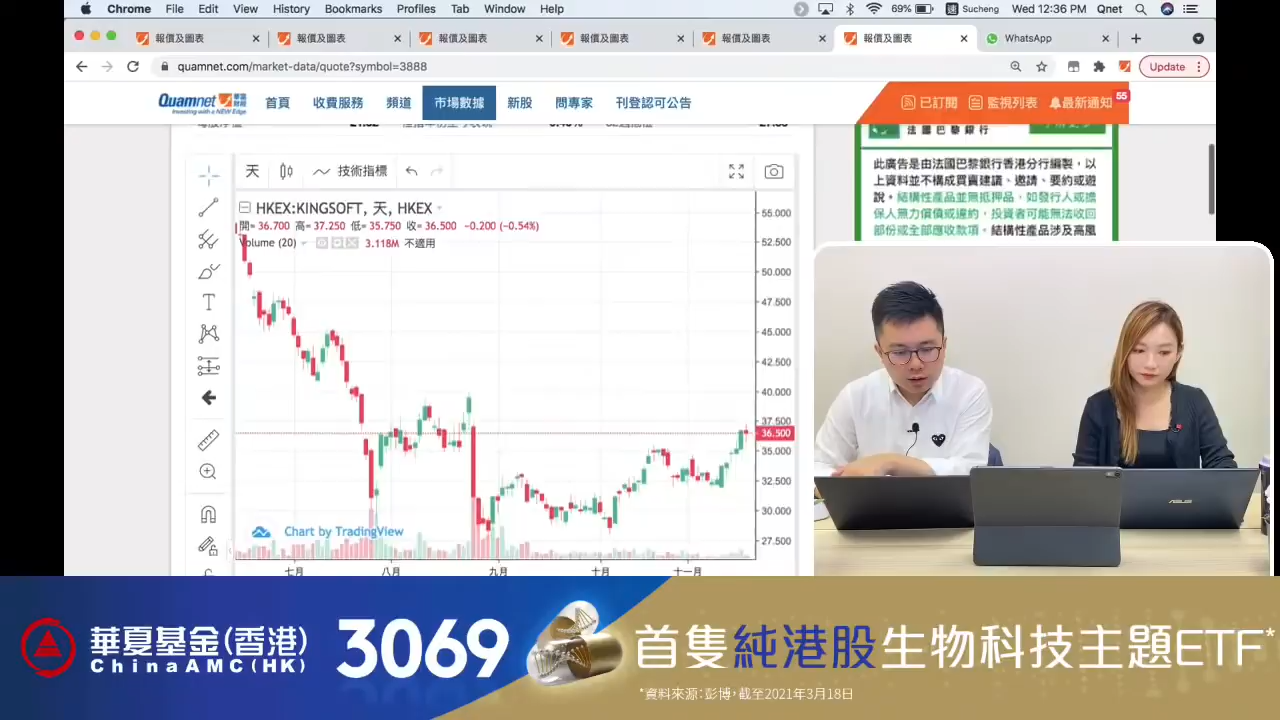 Chrome File Edit View History Bookmarks Profiles Tab Window Help
69% 速 Sucheng Wed 12:36 PM Qnet
報價及圖表 報價及圖表 報價及圖表 報價及圖表 報價及圖表 報價及圖表 WhatsApp
quamnet.com/market-data/quote?symbol=3888
Update
Quamnet 華富財經
Investing with a NEW Edge
首頁 收費服務 頻道 市場數據 新股 問專家 刊登認可公告
已訂閱 監視列表 最新通知 55
法國巴黎銀行
此廣告是由法國巴黎銀行香港分行編製，以
上資料並不構成買賣建議、邀請、要約或遊
說。結構性產品並無抵押品，如發行人或擔
保人無力償債或違約，投資者可能無法收回
部份或全部應收款項。結構性產品涉及高風
天 技術指標
HKEX:KINGSOFT, 天, HKEX
開= 36.700 高= 37.250 低= 35.750 收= 36.500 −0.200 (−0.54%)
Volume (20) 3.118M 不適用
55.000
52.500
50.000
47.500
45.000
42.500
40.000
37.500
36.500
35.000
32.500
30.000
27.500
Chart by TradingView
七月 八月 九月 十月 十一月
ASUS
華夏基金(香港)
ChinaAMC(HK)
3069
首隻純港股生物科技主題ETF*
*資料來源：彭博，截至2021年3月18日